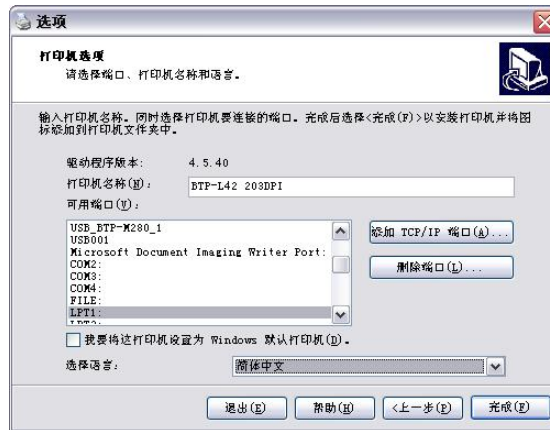 选项
打印机选项
请选择端口、打印机名称和语言。
输入打印机名称。同时选择打印机要连接的端口。完成后选择<完成(F)>以安装打印机并将图
标添加到打印机文件夹中。
驱动程序版本: 4.5.40
打印机名称(N): BTP-L42 203DPI
可用端口(V):
USB_BTP-M280_1
USB001
Microsoft Document Imaging Writer Port:
COM2:
COM3:
COM4:
FILE:
LPT1:
添加 TCP/IP 端口(A)...
删除端口(L)...
我要将这打印机设置为 Windows 默认打印机(D)。
选择语言: 简体中文
退出(E) 帮助(H) <上一步(P) 完成(F)